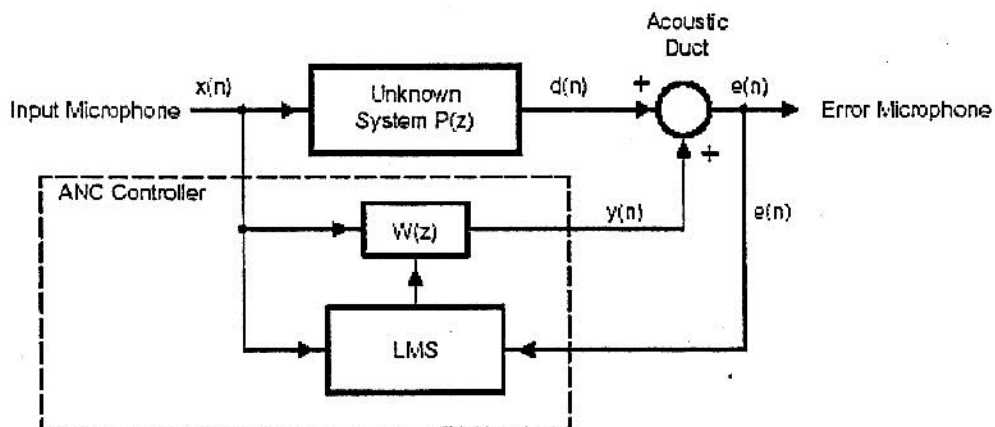 Acoustic
Duct
x(n)
d(n)
+
e(n)
Input Microphone
Unknown
System P(z)
Error Microphone
+
ANC Controller
W(z)
y(n)
e(n)
LMS